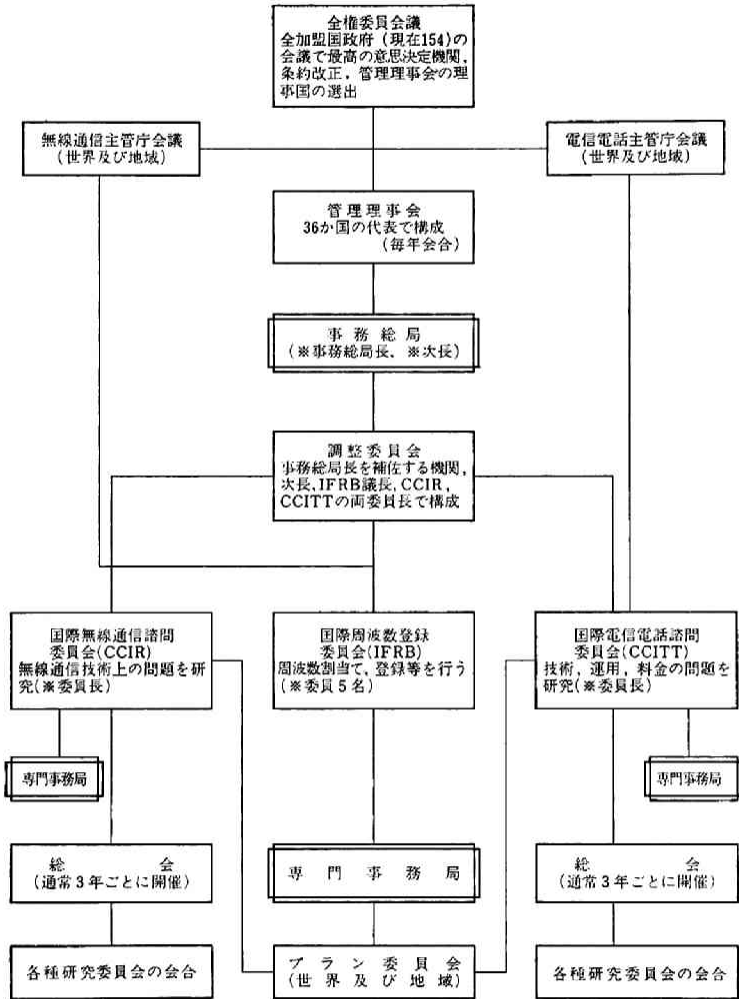 全権委員会議
全加盟国政府(現在154)の
会議で最高の意思決定機関,
条約改正,管理理事会の理
事国の選出
無線通信主管庁会議
(世界及び地域)
電信電話主管庁会議
(世界及び地域)
管理理事会
36か国の代表で構成
(毎年会合)
事務総局
(※事務総局長、※次長)
調整委員会
事務総局長を補佐する機関,
次長,IFRB議長,CCIR,
CCITTの両委員長で構成
国際無線通信諮問
委員会(CCIR)
無線通信技術上の問題を研
究(※委員長)
国際周波数登録
委員会(IFRB)
周波数割当て,登録等を行う
(※委員5名)
国際電信電話諮問
委員会(CCITT)
技術,運用,料金の問題を
研究(※委員長)
専門事務局
専門事務局
総会
(通常3年ごとに開催)
専門事務局
総会
(通常3年ごとに開催)
各種研究委員会の会合
プラン委員会
(世界及び地域)
各種研究委員会の会合